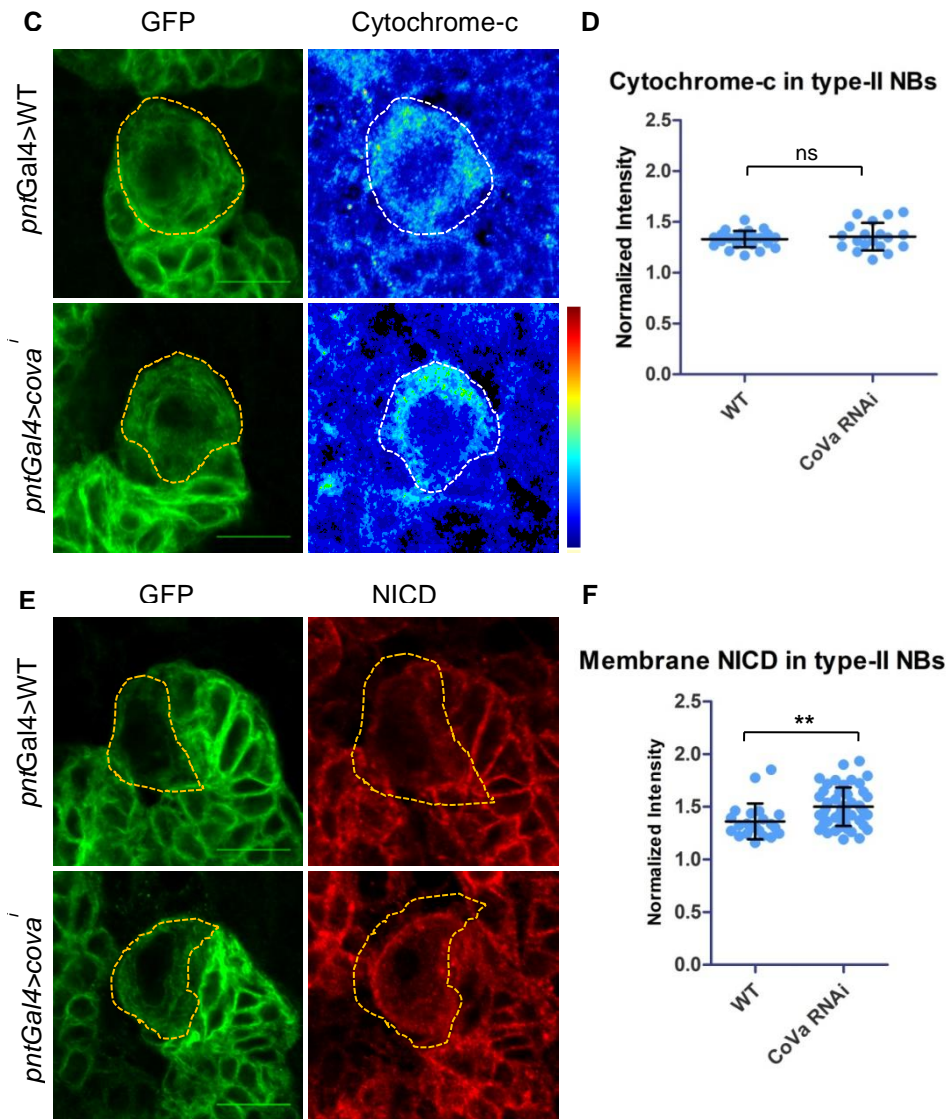 C
GFP
Cytochrome-c
pntGal4>WT
pntGal4>cova i
D
Cytochrome-c in type-II NBs
2.5
2.0
1.5
1.0
0.5
0.0
Normalized Intensity
ns
WT
CoVa RNAi
E
GFP
NICD
pntGal4>WT
pntGal4>cova i
F
Membrane NICD in type-II NBs
2.5
2.0
1.5
1.0
0.5
0.0
Normalized Intensity
**
WT
CoVa RNAi